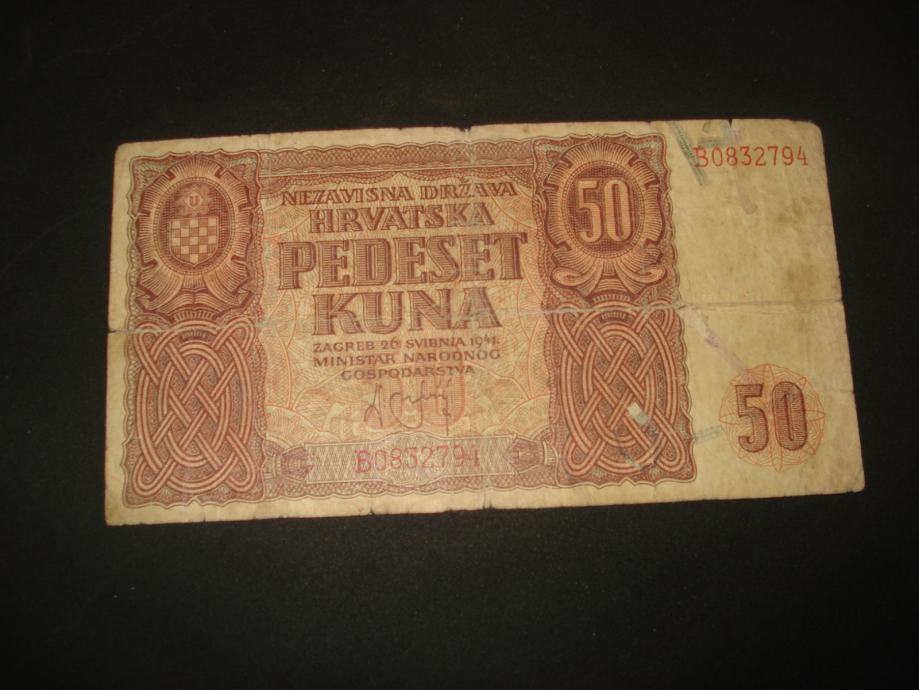 U
50
B0832794
NEZAVISNA DRŽAVA
HRVATSKA
PEDESET
KUNA
ZAGREB 26 SVIBNJA 1941.
MINISTAR NARODNOG
GOSPODARSTVA
50
B0832794